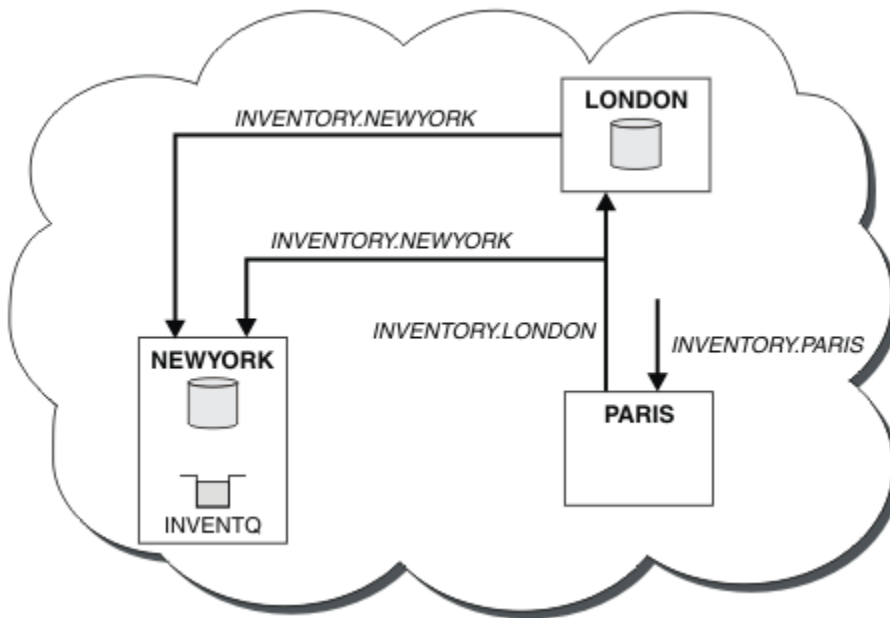 LONDON
INVENTORY.NEWYORK
INVENTORY.NEWYORK
INVENTORY.LONDON
INVENTORY.PARIS
NEWYORK
PARIS
INVENTQ